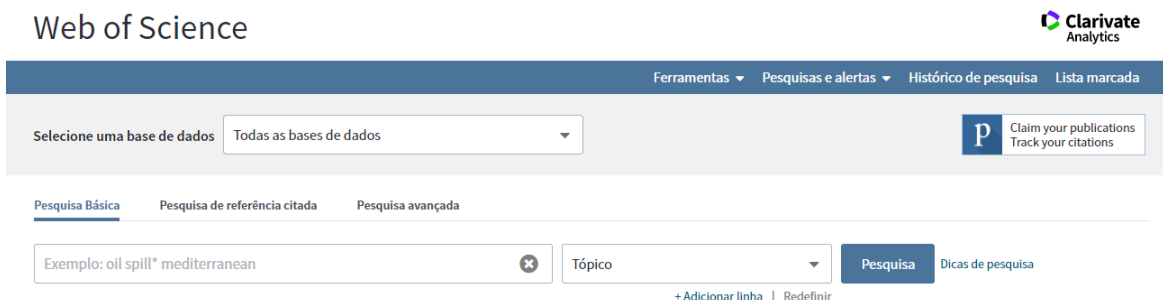 Web of Science
Clarivate
Analytics
Ferramentas Pesquisas e alertas Histórico de pesquisa Lista marcada
Selecione uma base de dados Todas as bases de dados
p Claim your publications
Track your citations
Pesquisa Básica Pesquisa de referência citada Pesquisa avançada
Exemplo: oil spill* mediterranean Tópico Pesquisa Dicas de pesquisa
+ Adicionar linha | Redefinir